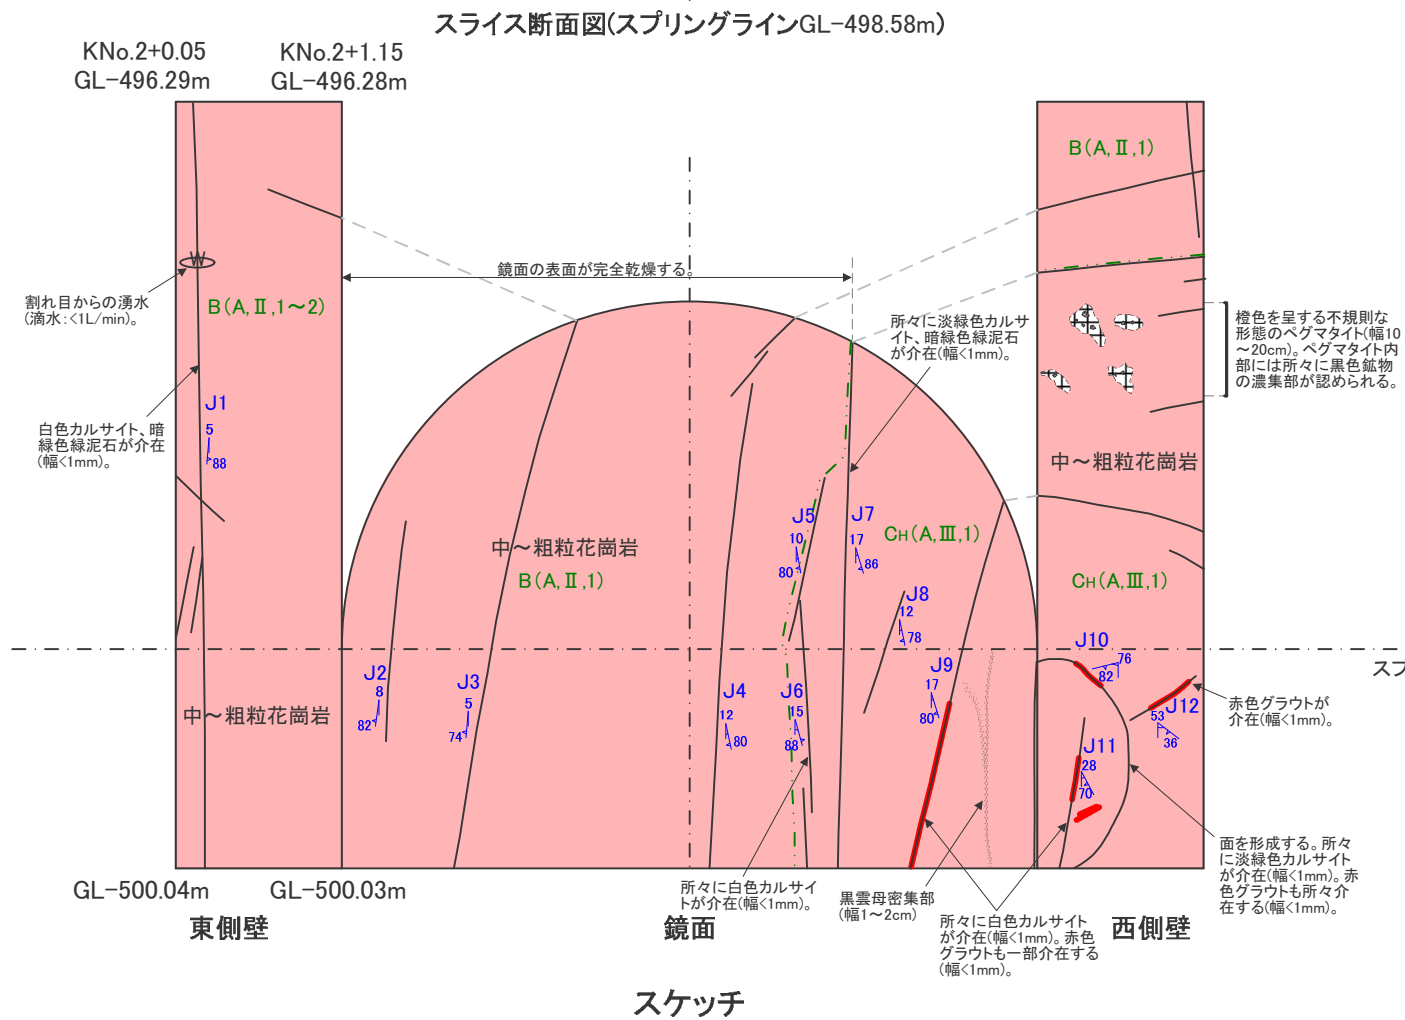 スライス断面図(スプリングラインGL-498.58m)
KNo.2+0.05
GL-496.29m
KNo.2+1.15
GL-496.28m
B(A,Ⅱ,1)
鏡面の表面が完全乾燥する。
割れ目からの湧水
(滴水:<1L/min)。
B(A,Ⅱ,1～2)
所々に淡緑色カルサ
イト、暗緑色緑泥石
が介在(幅<1mm)。
橙色を呈する不規則な
形態のペグマタイト(幅10
～20cm)。ペグマタイト内
部には所々に黒色鉱物
の濃集部が認められる。
J1
5
88
白色カルサイト、暗
緑色緑泥石が介在
(幅<1mm)。
中～粗粒花崗岩
中～粗粒花崗岩
B(A,Ⅱ,1)
J5
10
80
J7
17
86
CH(A,Ⅲ,1)
CH(A,Ⅲ,1)
J8
12
78
J10
76
82
スプ
J2
8
82
J3
5
74
J4
12
80
J6
15
88
J9
17
80
赤色グラウトが
介在(幅<1mm)。
J12
53
36
中～粗粒花崗岩
J11
28
70
面を形成する。所々
に淡緑色カルサイト
が介在(幅<1mm)。赤
色グラウトも所々介
在する(幅<1mm)。
GL-500.04m
GL-500.03m
所々に白色カルサイ
トが介在(幅<1mm)。
黒雲母密集部
(幅1～2cm)
所々に白色カルサイト
が介在(幅<1mm)。赤色
グラウトも一部介在する
(幅<1mm)。
東側壁
鏡面
西側壁
スケッチ